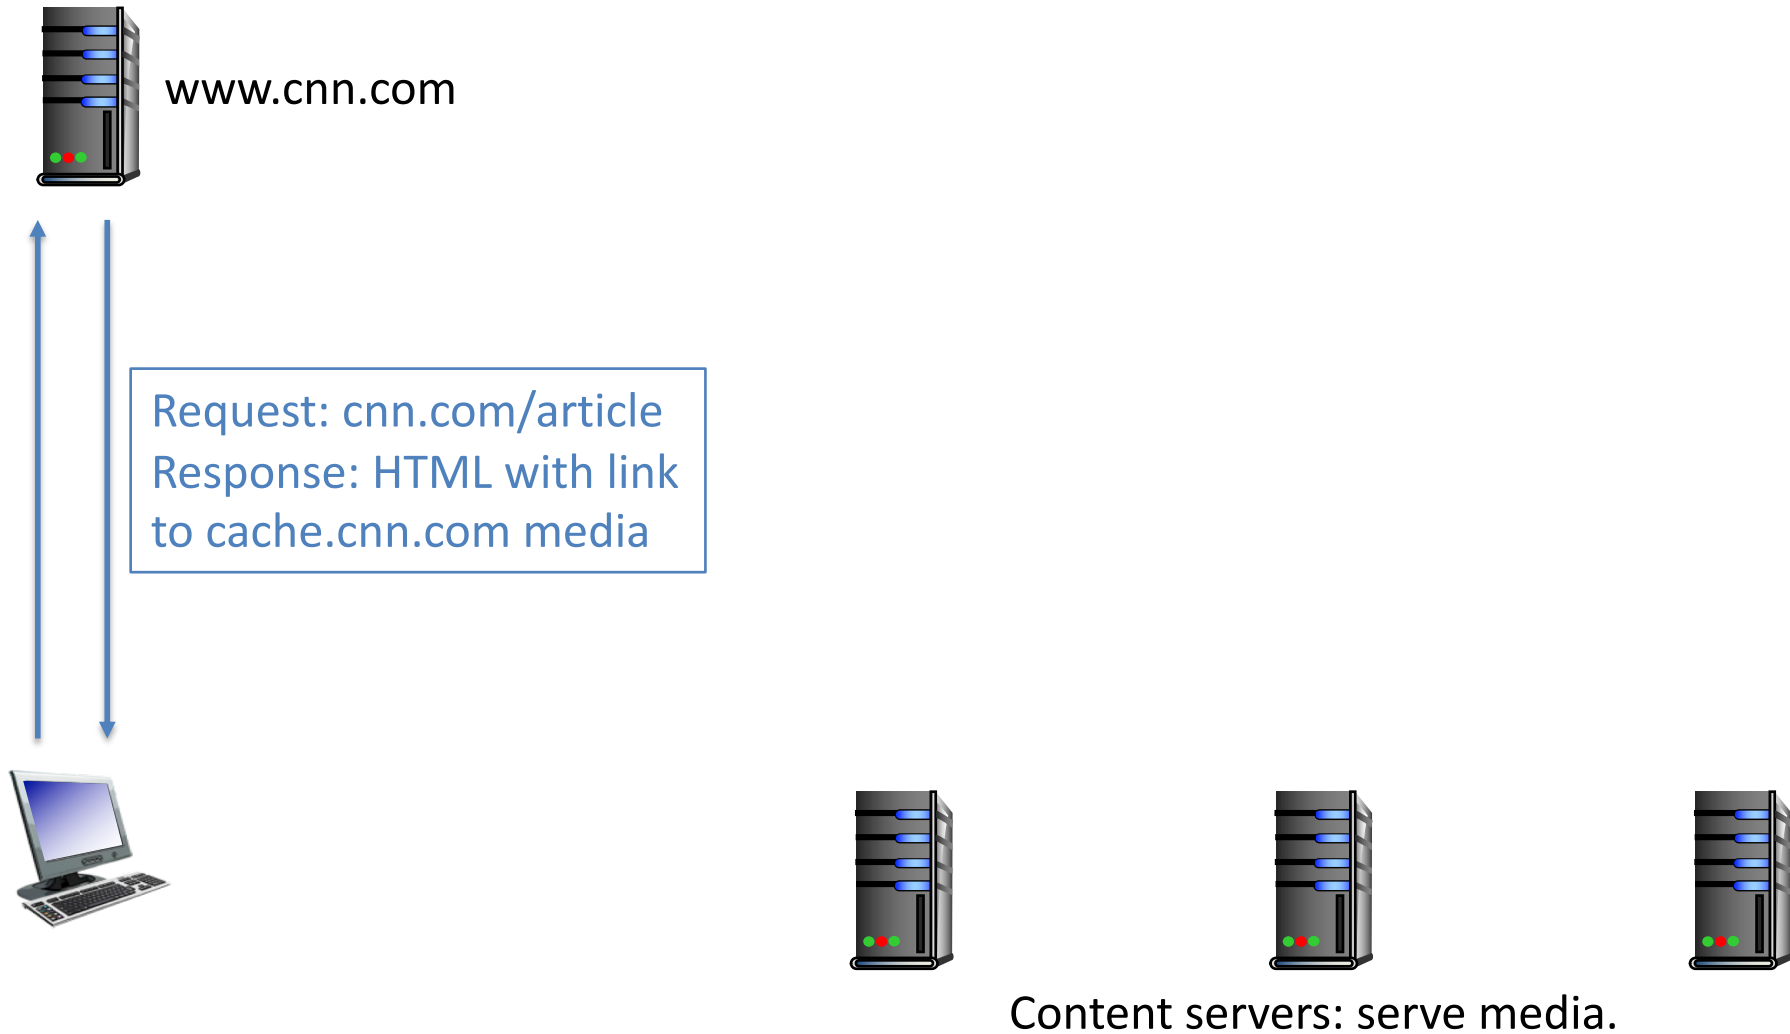 www.cnn.com
Request: cnn.com/article
Response: HTML with link
to cache.cnn.com media
Content servers: serve media.